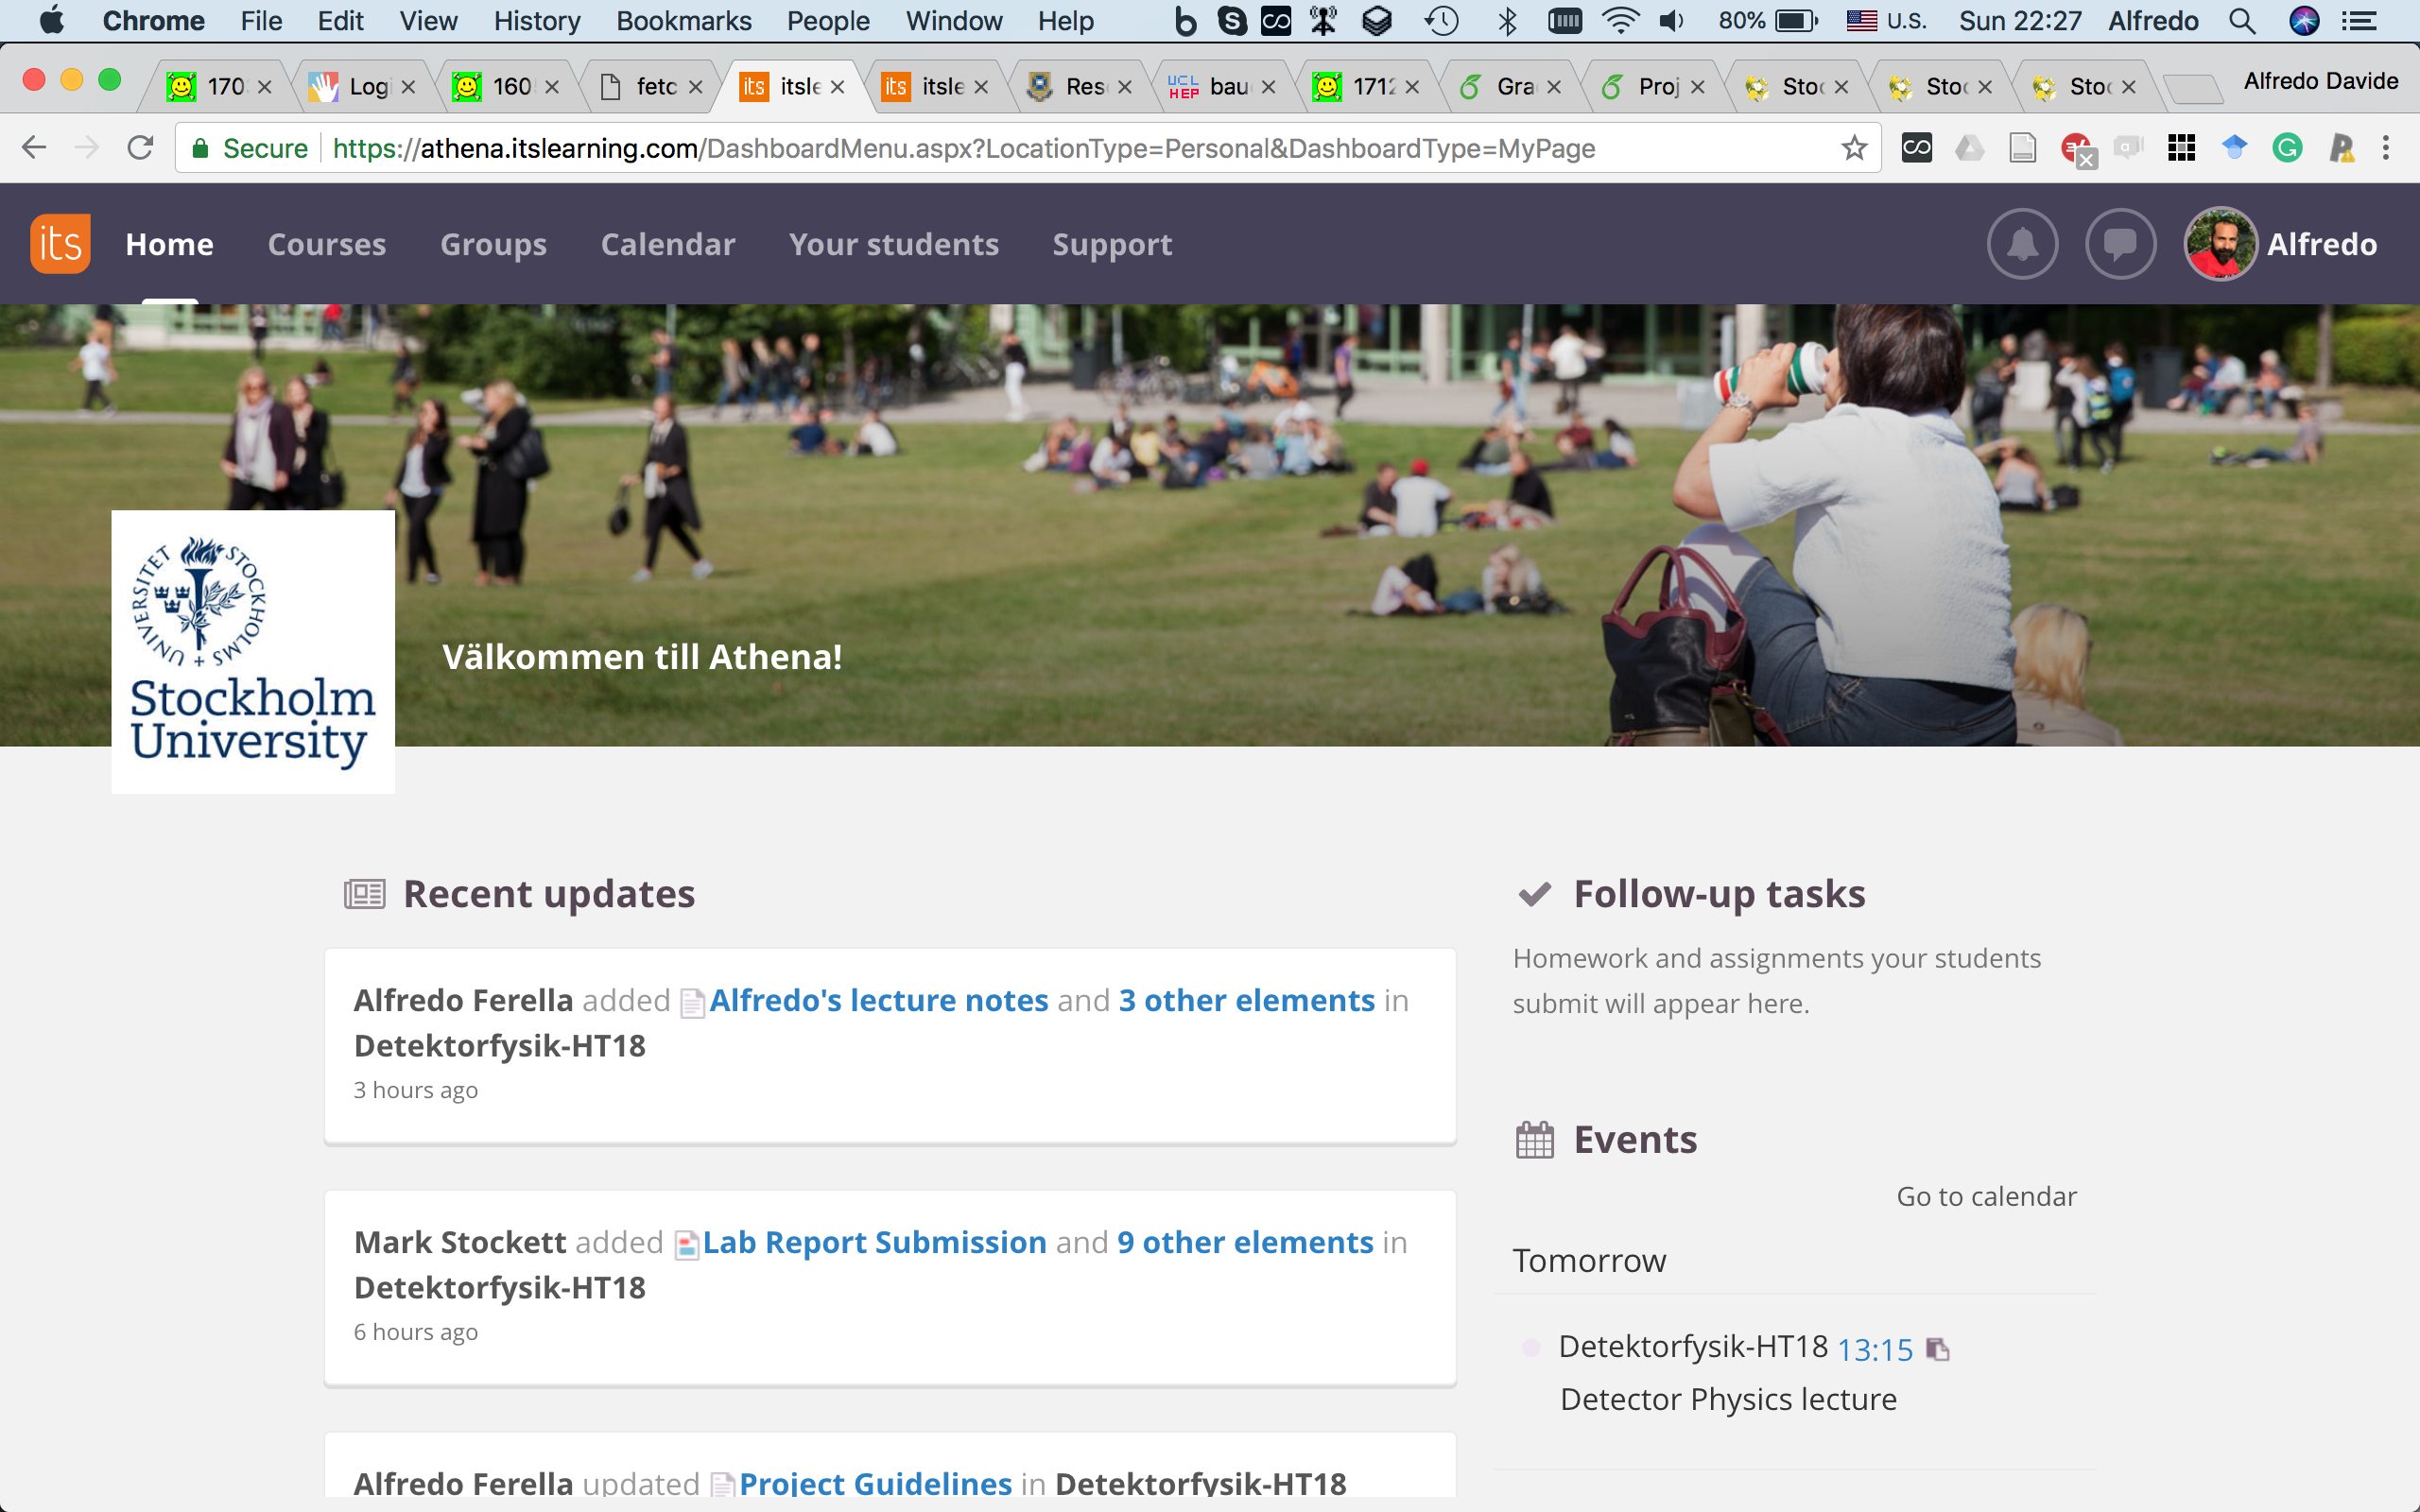 Chrome File Edit View History Bookmarks People Window Help 80% U.S. Sun 22:27 Alfredo
170 Logi 160 fetc itsle itsle Res bau 1712 Gra Proj Stoc Stoc Stoc Alfredo Davide
Secure https://athena.itslearning.com/DashboardMenu.aspx?LocationType=Personal&DashboardType=MyPage
its Home Courses Groups Calendar Your students Support Alfredo
STOCKHOLMS UNIVERSITET
Stockholm
University
Välkommen till Athena!
Recent updates
Alfredo Ferella added Alfredo's lecture notes and 3 other elements in
Detektorfysik-HT18
3 hours ago
Mark Stockett added Lab Report Submission and 9 other elements in
Detektorfysik-HT18
6 hours ago
Alfredo Ferella updated Project Guidelines in Detektorfysik-HT18
Follow-up tasks
Homework and assignments your students
submit will appear here.
Events
Go to calendar
Tomorrow
Detektorfysik-HT18 13:15
Detector Physics lecture